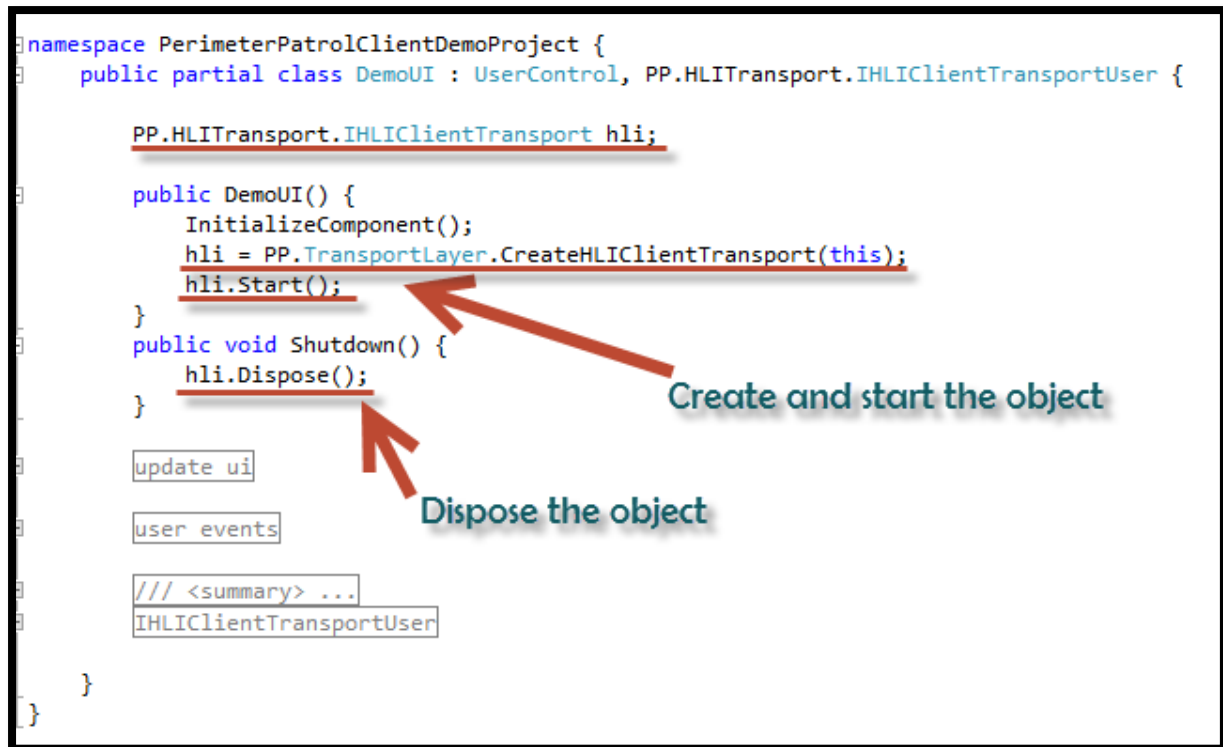 namespace PerimeterPatrolClientDemoProject {
public partial class DemoUI : UserControl, PP.HLITransport.IHLIClientTransportUser {
PP.HLITransport.IHLIClientTransport hli;
public DemoUI() {
InitializeComponent();
hli = PP.TransportLayer.CreateHLIClientTransport(this);
hli.Start();
}
public void Shutdown() {
hli.Dispose();
Create and start the object
}
update ui
Dispose the object
user events
/// <summary> ...
IHLIClientTransportUser
}
}